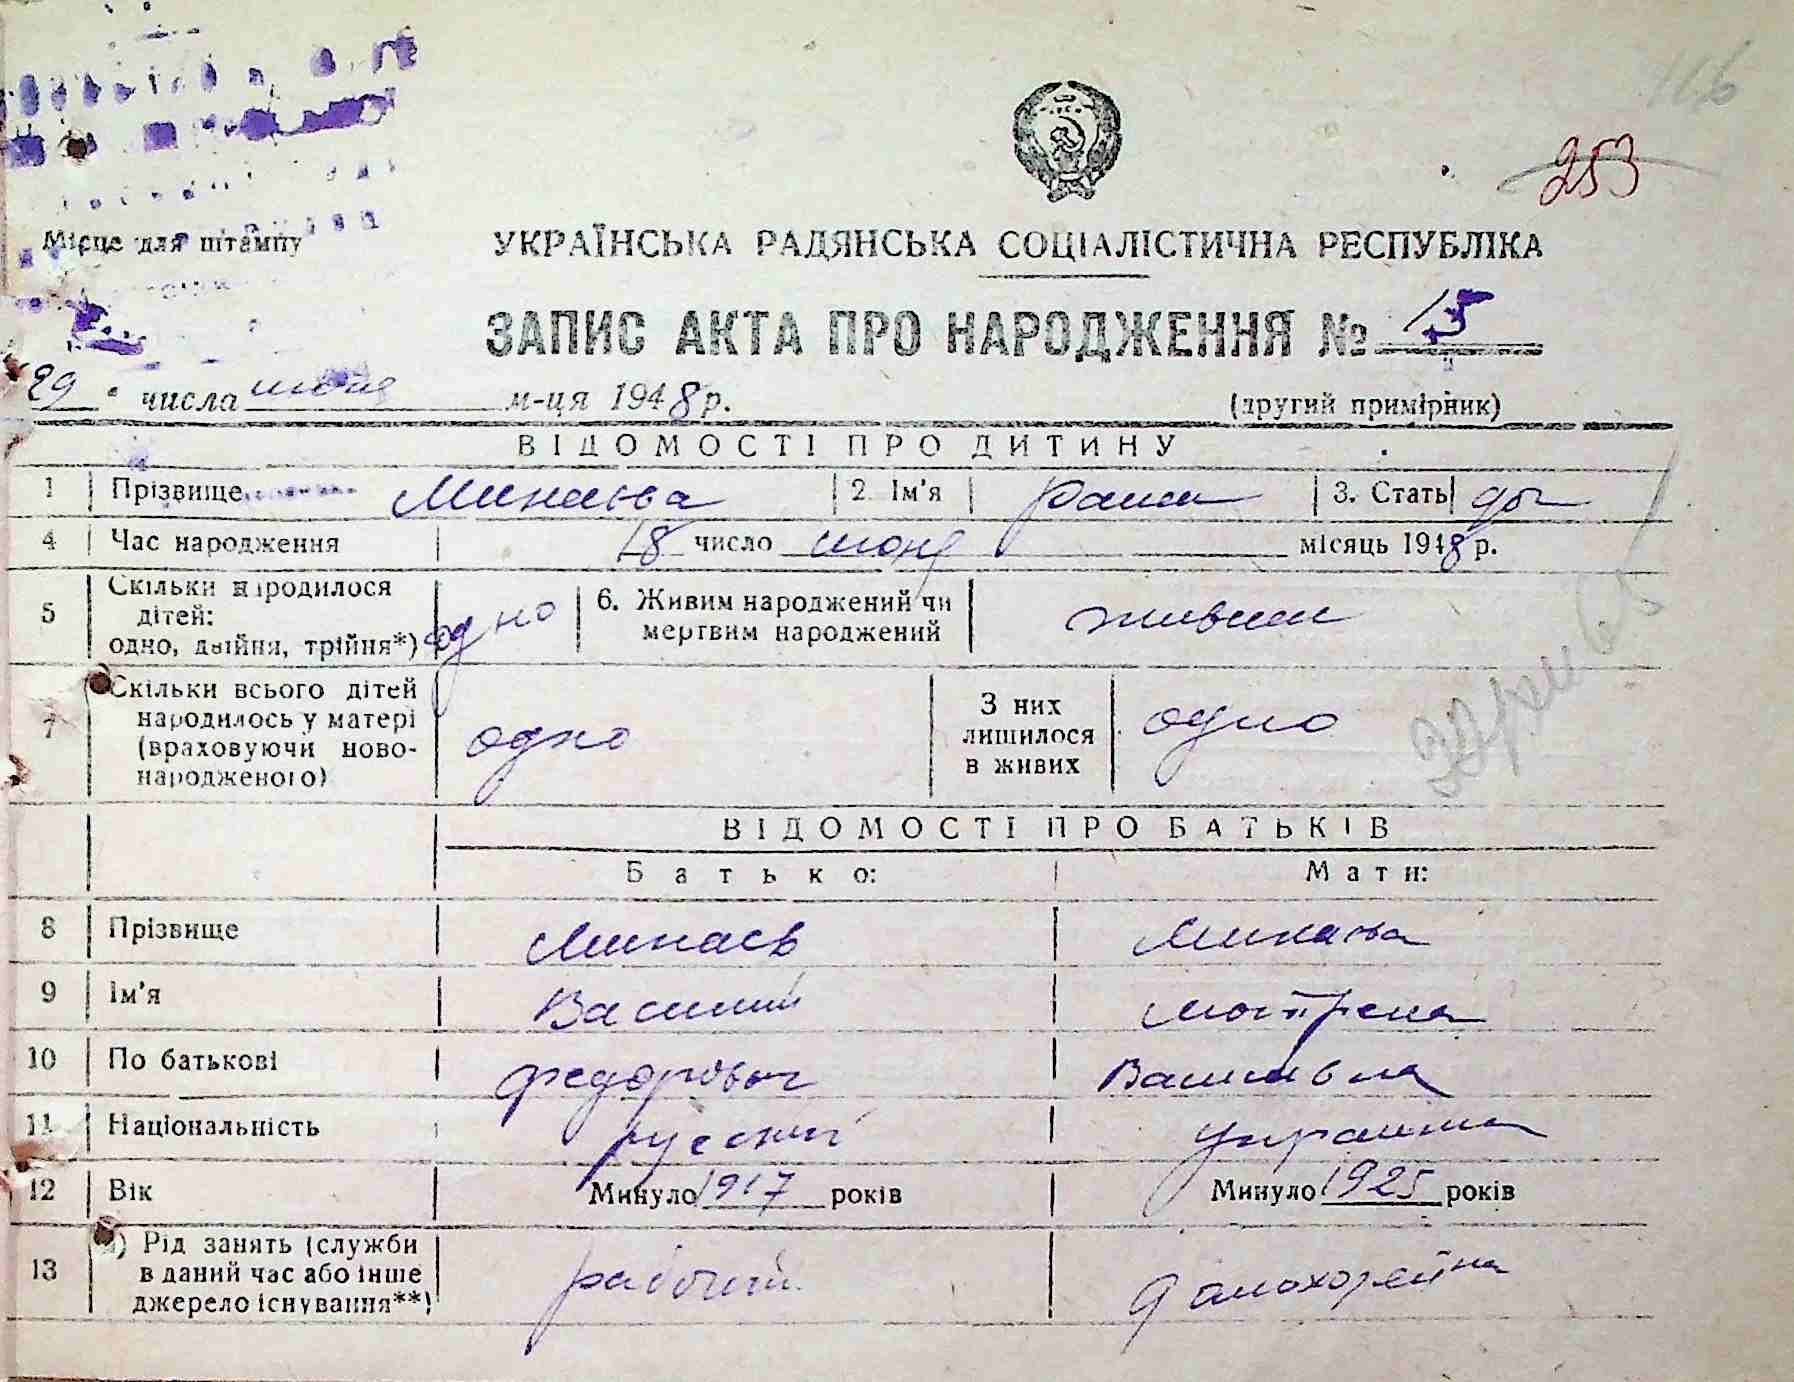 116
253
Місце для штампу
УКРАЇНСЬКА РАДЯНСЬКА СОЦІАЛІСТИЧНА РЕСПУБЛІКА
ЗАПИС АКТА ПРО НАРОДЖЕННЯ № 15
29 числа июня м-ця 1948 р. (другий примірник)
ВІДОМОСТІ ПРО ДИТИНУ
1 Прізвище Минаева 2. Ім'я Раиса 3. Стать
4 Час народження 18 число июня місяць 1948 р.
5 Скільки народилося дітей: одно, двійня, трійня*) одно 6. Живим народжений чи мертвим народжений живим
7 Скільки всього дітей народилось у матері (враховуючи ново-народженого) одно З них лишилося в живих одно
ВІДОМОСТІ ПРО БАТЬКІВ
Батько: Мати:
8 Прізвище Минаев Минаева
9 Ім'я Василий Мотрена
10 По батькові Федорович Васильевна
11 Національність русский украинка
12 Вік Минуло 1917 років Минуло 1925 років
13 а) Рід занять (служби в даний час або інше джерело існування**) рабочий домохозяйка